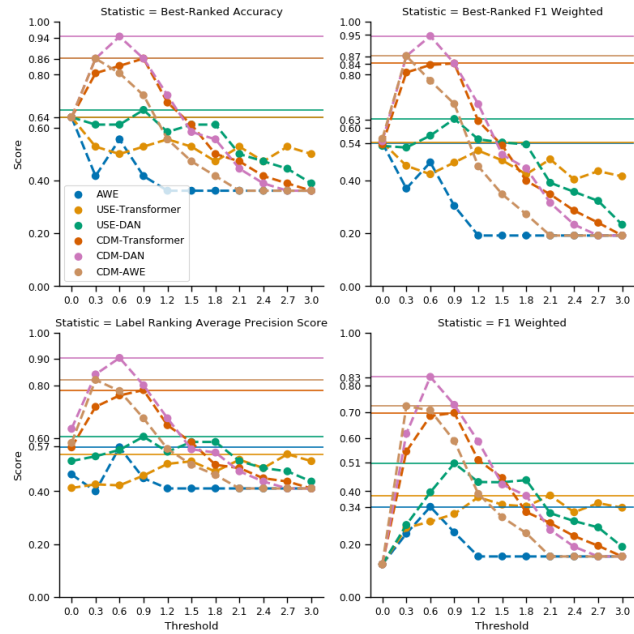 Statistic = Best-Ranked Accuracy
1.00
0.94
0.86
0.80
0.64
0.60
0.40
0.20
0.00
Score
AWE
USE-Transformer
USE-DAN
CDM-Transformer
CDM-DAN
CDM-AWE
0.0 0.3 0.6 0.9 1.2 1.5 1.8 2.1 2.4 2.7 3.0
Statistic = Best-Ranked F1 Weighted
1.00
0.95
0.87
0.84
0.80
0.63
0.60
0.54
0.40
0.20
0.00
0.0 0.3 0.6 0.9 1.2 1.5 1.8 2.1 2.4 2.7 3.0
Statistic = Label Ranking Average Precision Score
1.00
0.90
0.80
0.57
0.40
0.20
0.00
Score
0.0 0.3 0.6 0.9 1.2 1.5 1.8 2.1 2.4 2.7 3.0
Threshold
Statistic = F1 Weighted
1.00
0.83
0.80
0.70
0.60
0.51
0.40
0.34
0.20
0.00
0.0 0.3 0.6 0.9 1.2 1.5 1.8 2.1 2.4 2.7 3.0
Threshold